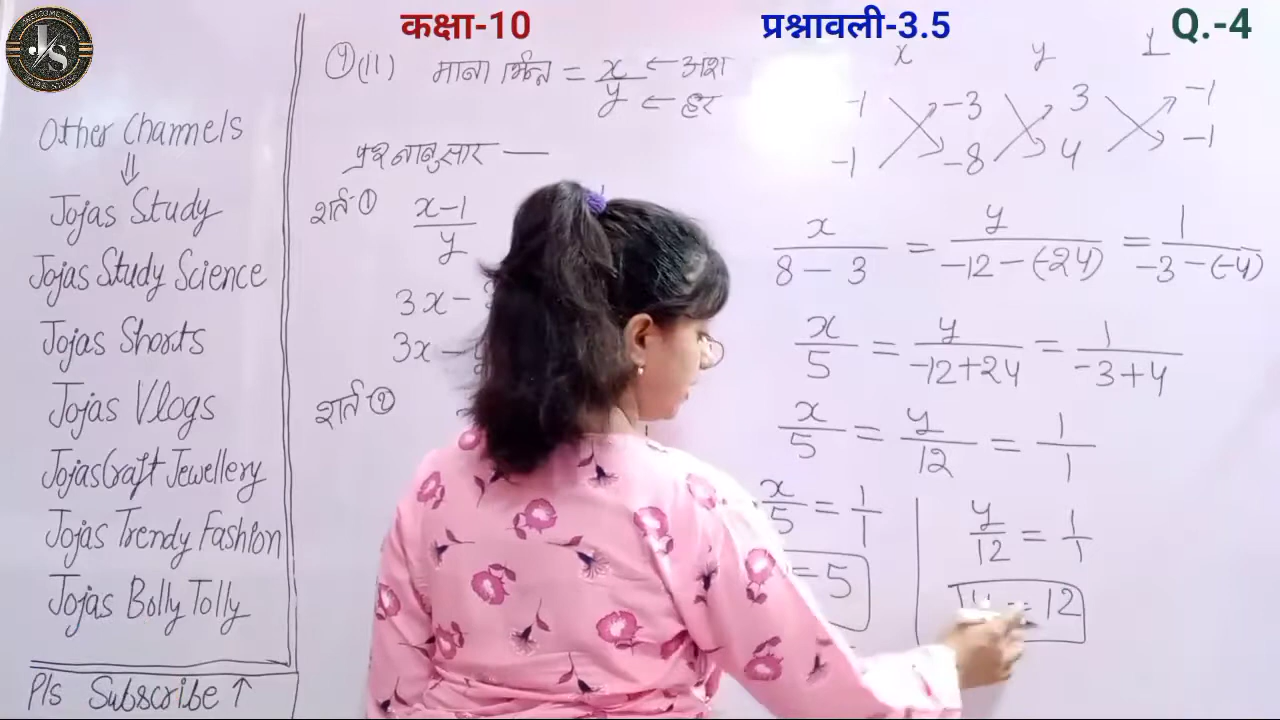 कक्षा-10
प्रश्नावली-3.5
Q.-4
J/S
Other Channels
⇓
Jojas Study
Jojas Study Science
Jojas Shorts
Jojas Vlogs
JojasCraft Jewellery
Jojas Trendy Fashion
Jojas Bolly Tolly
Pls Subscribe ↑
(ii) माना भिन्न = x/y ← अंश
← हर
प्रश्नानुसार —
शर्त ①
x-1/y
3x-
3x-
शर्त ②
x y 1
-1 -3 3 -1
-1 -8 4 -1
x/8-3 = y/-12-(-24) = 1/-3-(-4)
x/5 = y/-12+24 = 1/-3+4
x/5 = y/12 = 1/1
x/5 = 1/1
= 5
y/12 = 1/1
y = 12